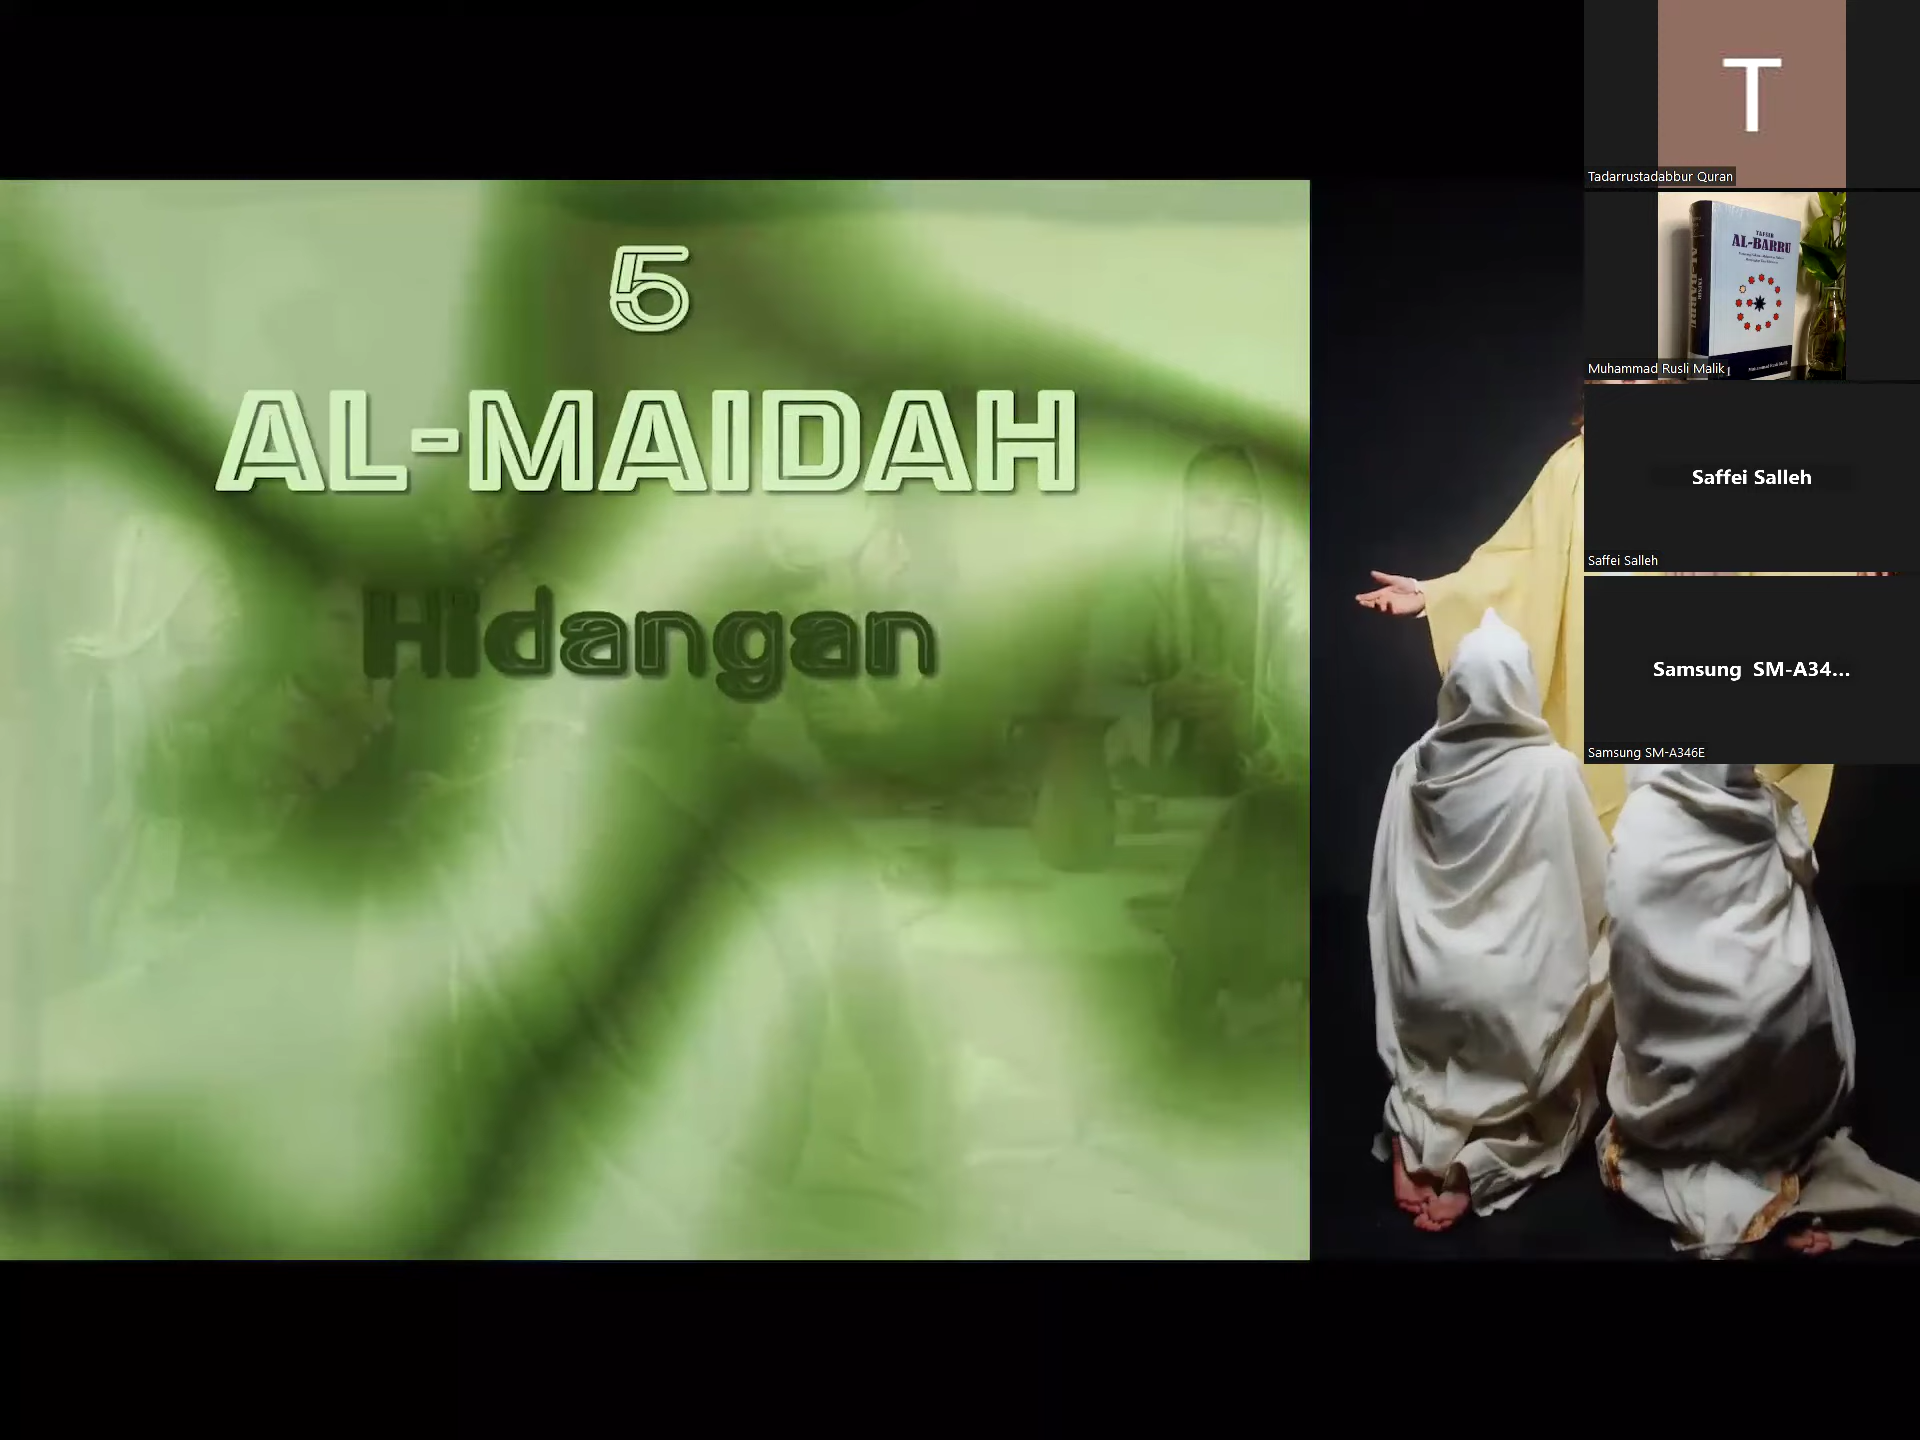 5
AL-MAIDAH
Hidangan
T
Tadarrustadabbur Quran
TAFSIR
AL-BARRU
Muhammad Rusli Malik
Saffei Salleh
Saffei Salleh
Samsung SM-A34...
Samsung SM-A346E